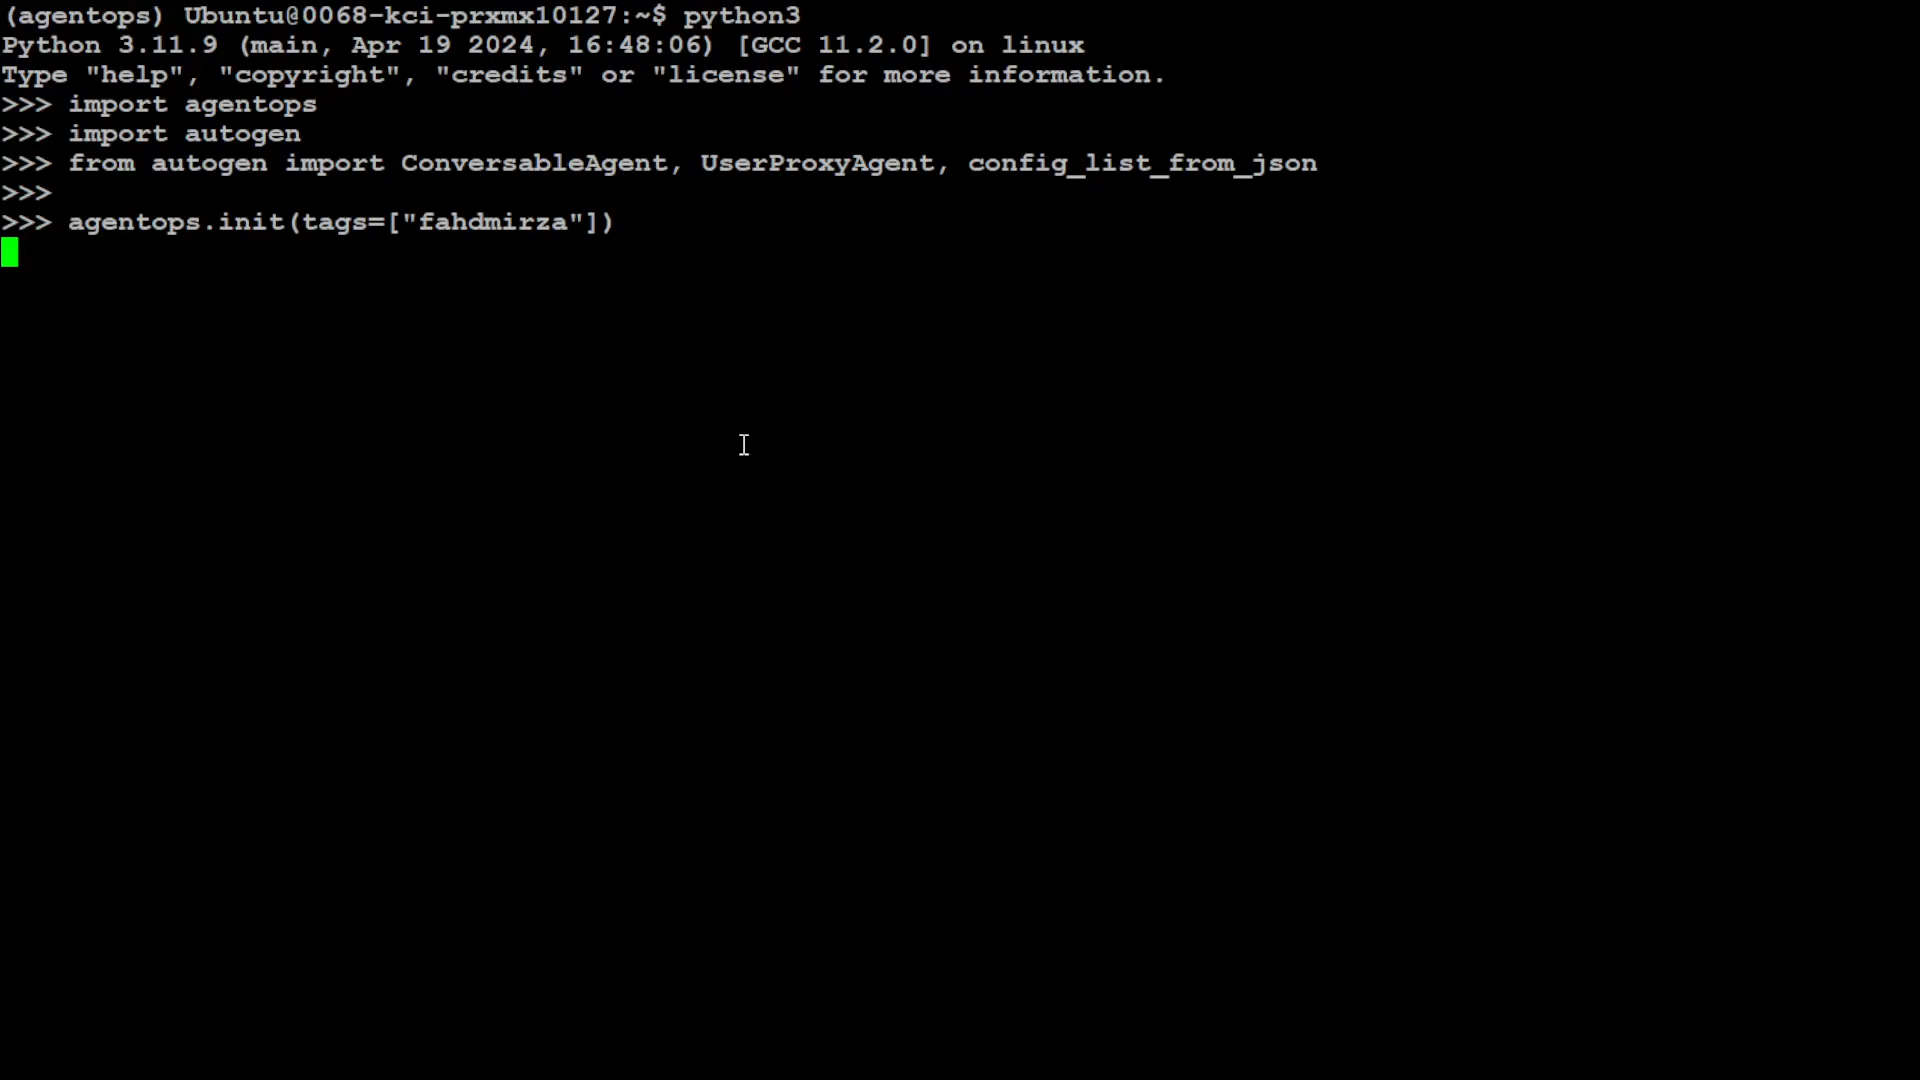 (agentops) Ubuntu@0068-kci-prxmx10127:~$ python3
Python 3.11.9 (main, Apr 19 2024, 16:48:06) [GCC 11.2.0] on linux
Type "help", "copyright", "credits" or "license" for more information.
>>> import agentops
>>> import autogen
>>> from autogen import ConversableAgent, UserProxyAgent, config_list_from_json
>>>
>>> agentops.init(tags=["fahdmirza"])